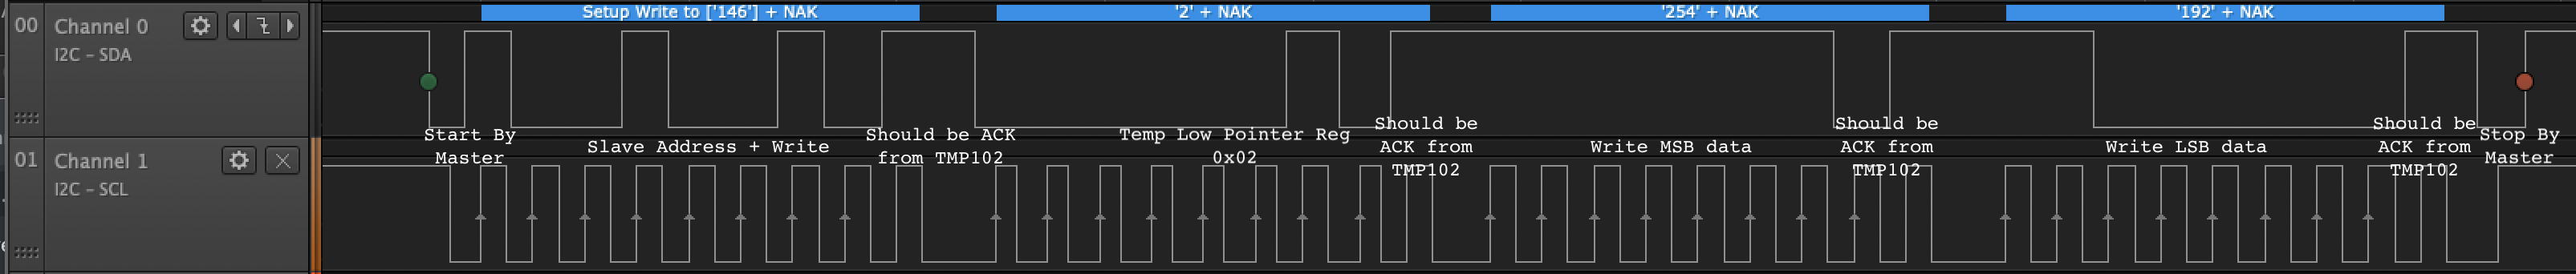 00 Channel 0
I2C - SDA
Setup Write to ['146'] + NAK
'2' + NAK
'254' + NAK
'192' + NAK
Start By
Master
Slave Address + Write
Should be ACK
from TMP102
Temp Low Pointer Reg
0x02
Should be
ACK from
TMP102
Write MSB data
Should be
ACK from
TMP102
Write LSB data
Should be
ACK from
TMP102
Stop By
Master
01 Channel 1
I2C - SCL